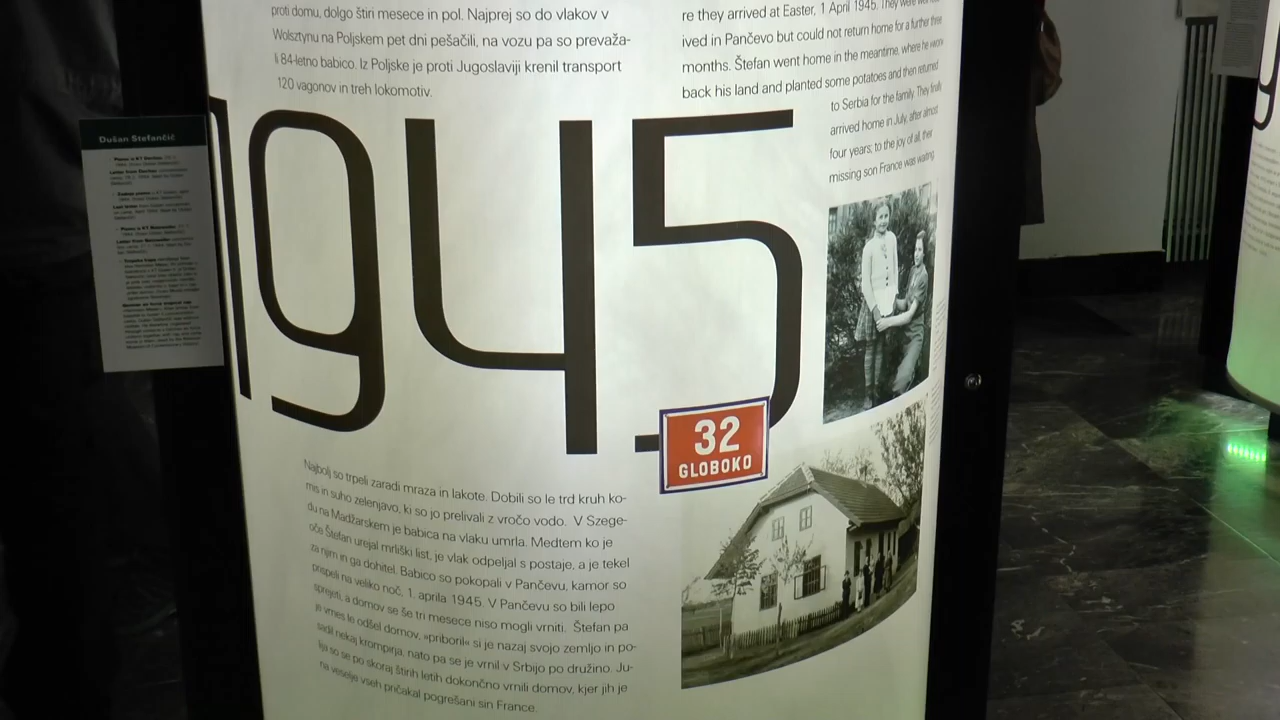 proti domu, dolgo štiri mesece in pol. Najprej so do vlakov v
Wolsztynu na Poljskem pet dni pešačili, na vozu pa so prevaža-
li 84-letno babico. Iz Poljske je proti Jugoslaviji krenil transport
120 vagonov in treh lokomotiv.
re they arrived at Easter, 1 April 1945. They were
ived in Pančevo but could not return home for a further three
months. Štefan went home in the meantime, where he
back his land and planted some potatoes and then returned
to Serbia for the family. They finally
arrived home in July, after almost
four years; to the joy of all, their
missing son France was waiting.
1945
Dušan Stefančič
32
GLOBOKO
Najbolj so trpeli zaradi mraza in lakote. Dobili so le trd kruh ko-
mis in suho zelenjavo, ki so jo prelivali z vročo vodo. V Szege-
du na Madžarskem je babica na vlaku umrla. Medtem ko je
oče Štefan urejal mrliški list, je vlak odpeljal s postaje, a je tekel
za njim in ga dohitel. Babico so pokopali v Pančevu, kamor so
prispeli na veliko noč, 1. aprila 1945. V Pančevu so bili lepo
sprejeti, a domov se še tri mesece niso mogli vrniti. Štefan pa
je vmes le odšel domov, »priboril« si je nazaj svojo zemljo in po-
sadil nekaj krompirja, nato pa se je vrnil v Srbijo po družino. Ju-
lija so se po skoraj štirih letih dokončno vrnili domov, kjer jih je
na veselje vseh pričakal pogrešani sin France.